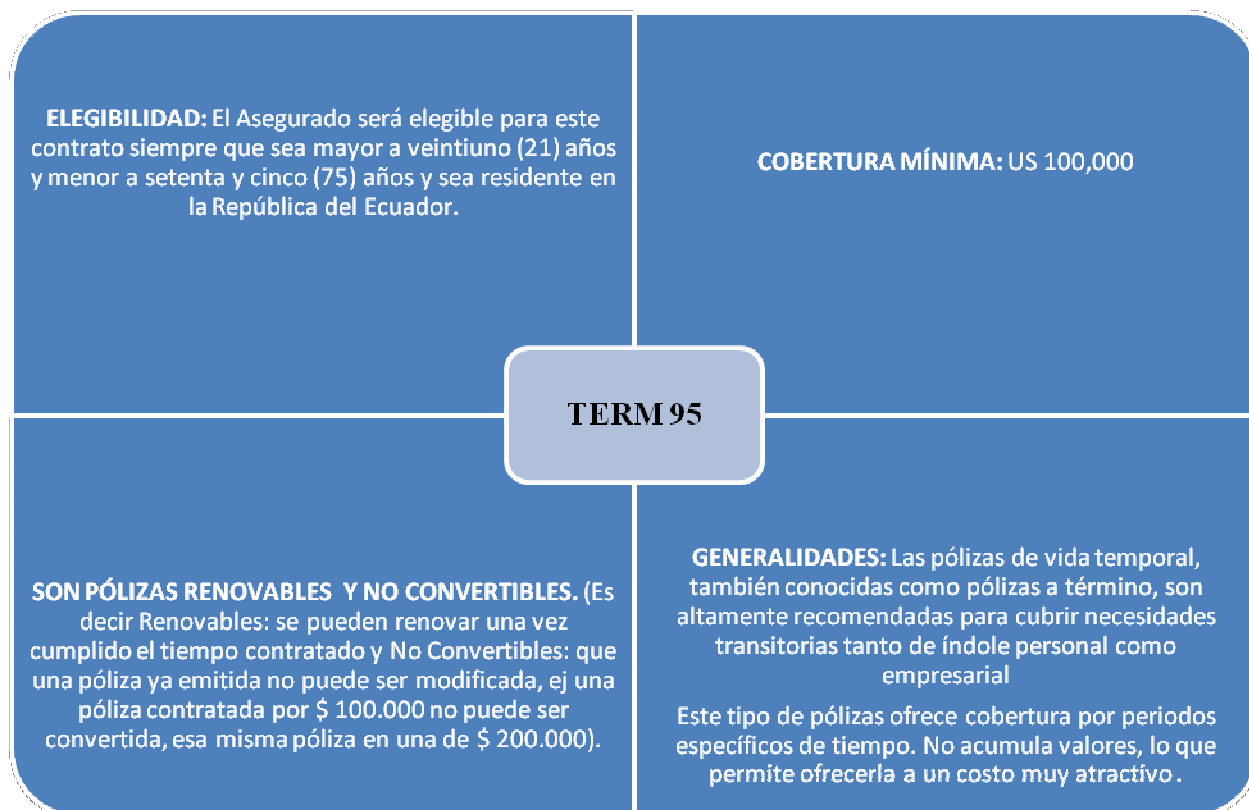 ELEGIBILIDAD: El Asegurado será elegible para este
contrato siempre que sea mayor a veintiuno (21) años
y menor a setenta y cinco (75) años y sea residente en
la República del Ecuador.
COBERTURA MÍNIMA: US 100,000
TERM 95
SON PÓLIZAS RENOVABLES Y NO CONVERTIBLES. (Es
decir Renovables: se pueden renovar una vez
cumplido el tiempo contratado y No Convertibles: que
una póliza ya emitida no puede ser modificada, ej una
póliza contratada por $ 100.000 no puede ser
convertida, esa misma póliza en una de $ 200.000).
GENERALIDADES: Las pólizas de vida temporal,
también conocidas como pólizas a término, son
altamente recomendadas para cubrir necesidades
transitorias tanto de índole personal como
empresarial
Este tipo de pólizas ofrece cobertura por periodos
específicos de tiempo. No acumula valores, lo que
permite ofrecerla a un costo muy atractivo .